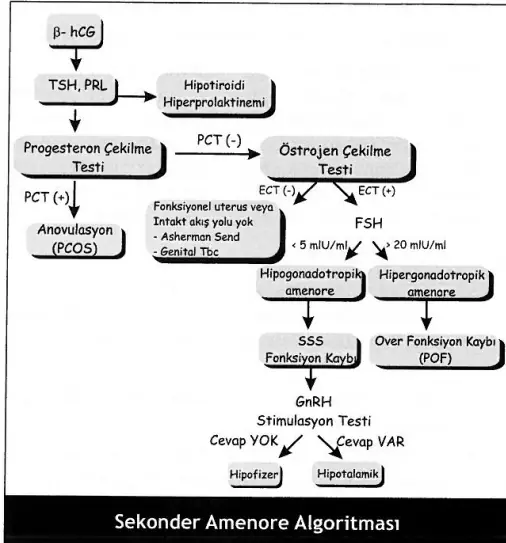 β- hCG
TSH, PRL
Hipotiroidi
Hiperprolaktinemi
Progesteron Çekilme
Testi
PCT (-)
Östrojen Çekilme
Testi
PCT (+)
Anovulasyon
(PCOS)
ECT (-)
ECT (+)
Fonksiyonel uterus veya
İntakt akış yolu yok
- Asherman Send
- Genital Tbc
FSH
< 5 mIU/ml
> 20 mIU/ml
Hipogonadotropik
amenore
Hipergonadotropik
amenore
SSS
Fonksiyon Kaybı
Over Fonksiyon Kaybı
(POF)
GnRH
Stimulasyon Testi
Cevap YOK
Cevap VAR
Hipofizer
Hipotalamik
Sekonder Amenore Algoritması